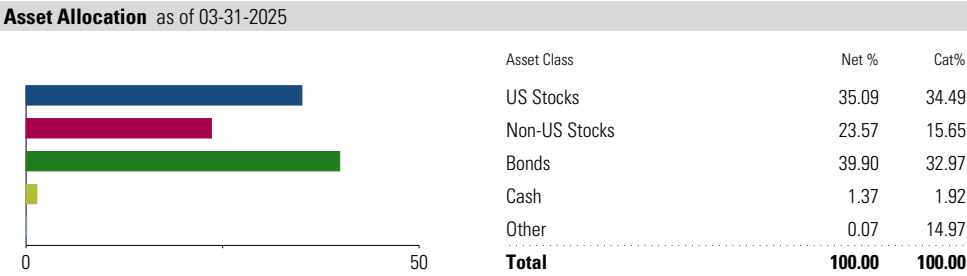 Asset Allocation as of 03-31-2025
Asset Class Net % Cat%
US Stocks 35.09 34.49
Non-US Stocks 23.57 15.65
Bonds 39.90 32.97
Cash 1.37 1.92
Other 0.07 14.97
0 50 Total 100.00 100.00